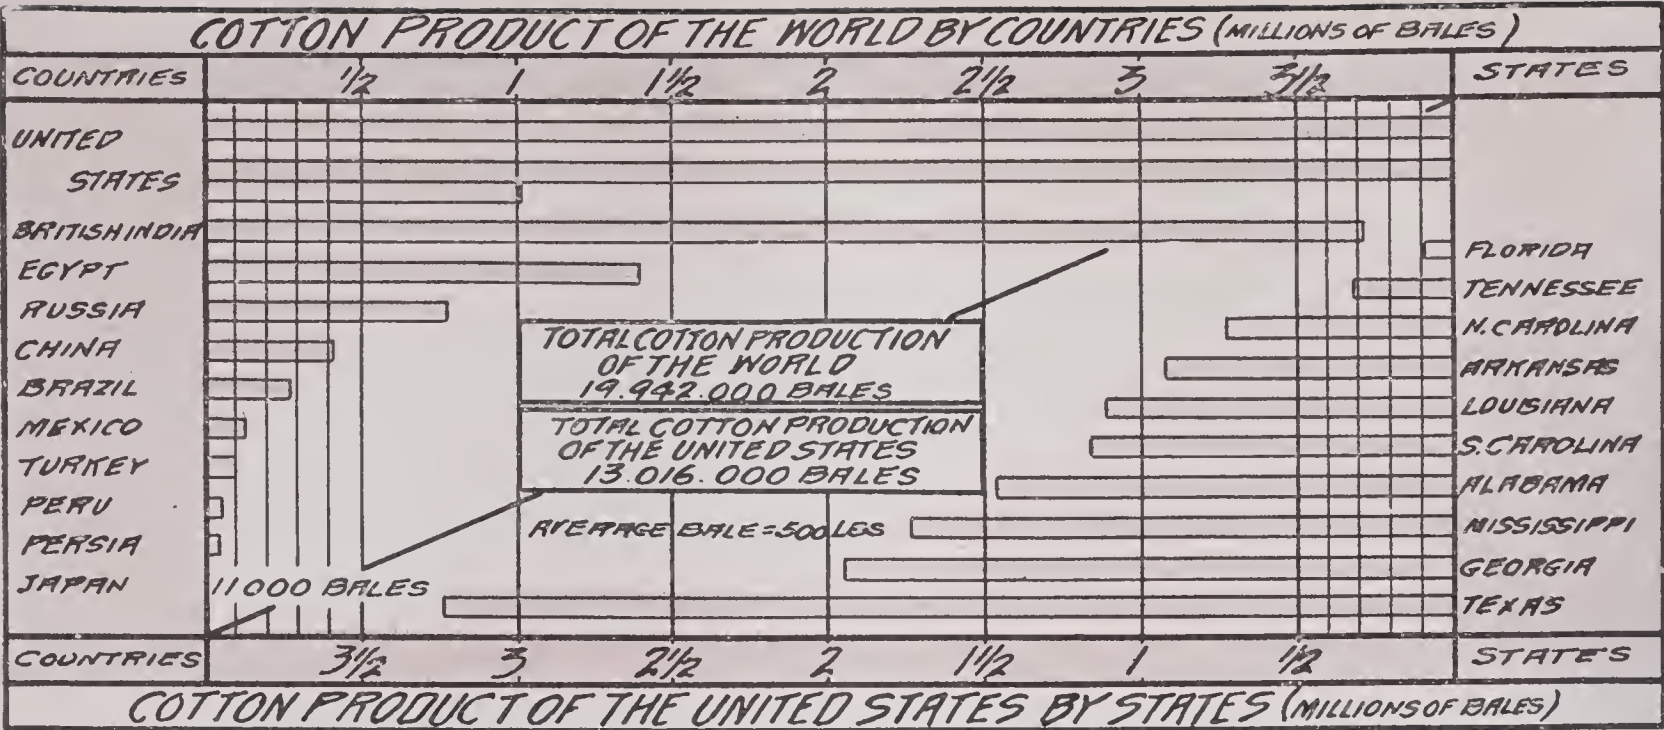 COTTON PRODUCT OF THE WORLD BY COUNTRIES (MILLIONS OF BALES)
COUNTRIES 1/2 1 1 1/2 2 2 1/2 3 3 1/2 STATES
UNITED
STATES
BRITISH INDIA
FLORIDA
EGYPT
TENNESSEE
RUSSIA
N. CAROLINA
CHINA
ARKANSAS
BRAZIL
LOUISIANA
MEXICO
S. CAROLINA
TURKEY
ALABAMA
PERU
MISSISSIPPI
PERSIA
GEORGIA
JAPAN
TEXAS
TOTAL COTTON PRODUCTION
OF THE WORLD
19.942.000 BALES
TOTAL COTTON PRODUCTION
OF THE UNITED STATES
13.016.000 BALES
AVERAGE BALE = 500 LBS
11000 BALES
COUNTRIES 3 1/2 3 2 1/2 2 1 1/2 1 1/2 STATES
COTTON PRODUCT OF THE UNITED STATES BY STATES (MILLIONS OF BALES)